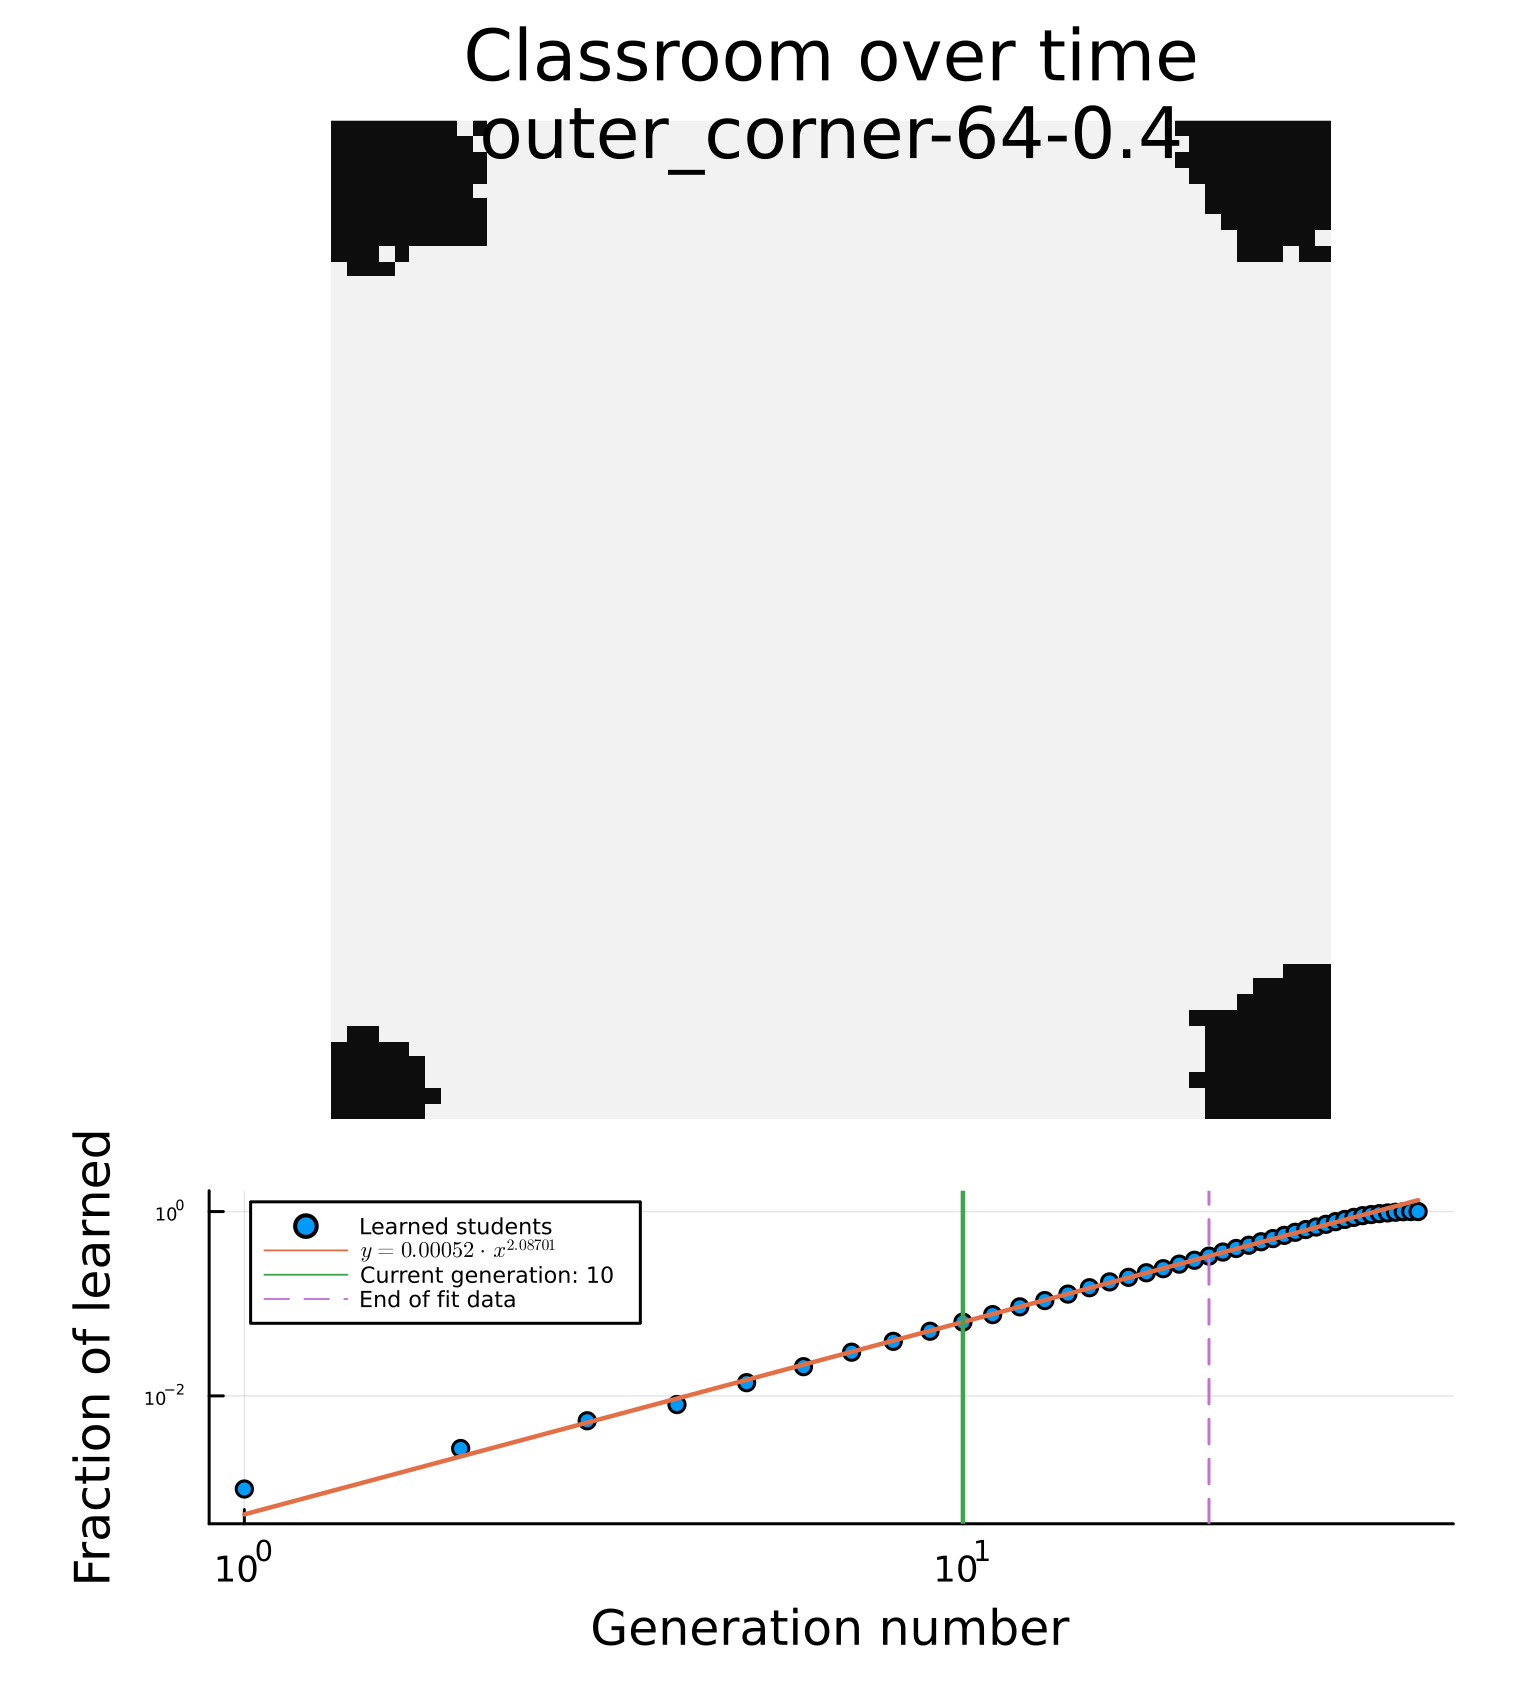 Classroom over time
outer_corner-64-0.4
Fraction of learned
10⁰
10⁻²
Learned students
y = 0.00052 · x^2.08701
Current generation: 10
End of fit data
10⁰
10¹
Generation number